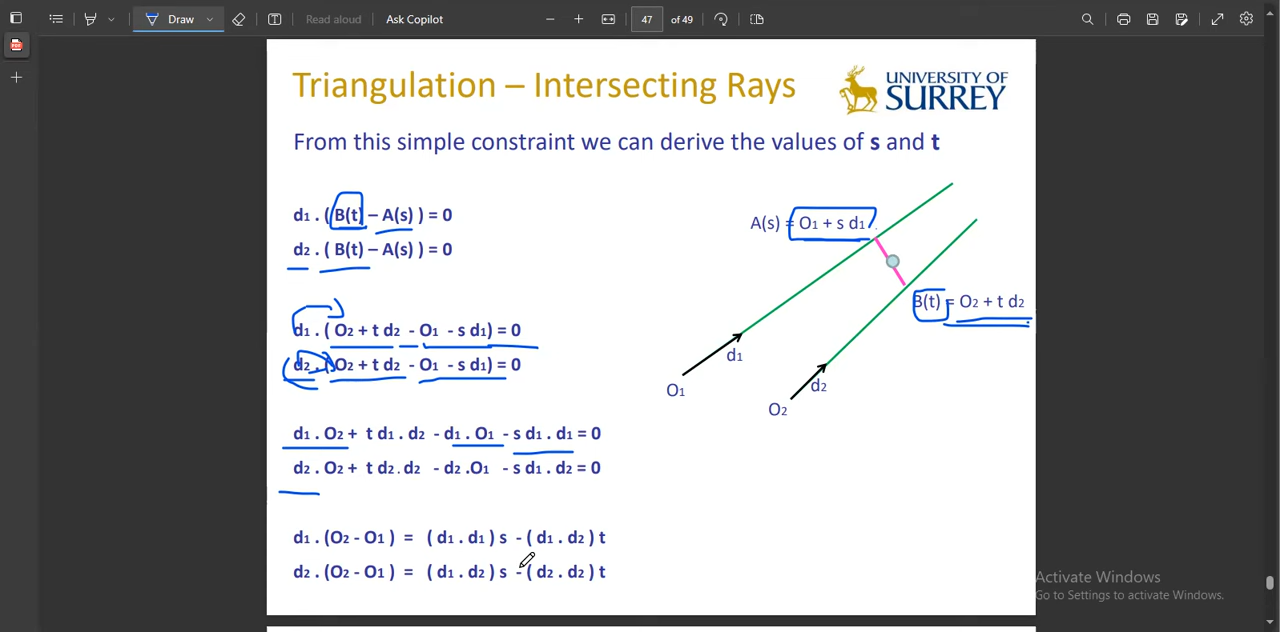 Draw
Read aloud
Ask Copilot
47
of 49
PDF
Triangulation – Intersecting Rays
UNIVERSITY OF
SURREY
From this simple constraint we can derive the values of s and t
d1 . ( B(t) – A(s) ) = 0
d2 . ( B(t) – A(s) ) = 0
A(s) = O1 + s d1
B(t) = O2 + t d2
d1 . ( O2 + t d2 - O1 - s d1) = 0
d2 . ( O2 + t d2 - O1 - s d1) = 0
d1
O1
d2
O2
d1 . O2 + t d1 . d2 - d1 . O1 - s d1 . d1 = 0
d2 . O2 + t d2 . d2 - d2 .O1 - s d1 . d2 = 0
d1 . (O2 - O1 ) = ( d1 . d1 ) s - ( d1 . d2 ) t
d2 . (O2 - O1 ) = ( d1 . d2 ) s - ( d2 . d2 ) t
Activate Windows
Go to Settings to activate Windows.